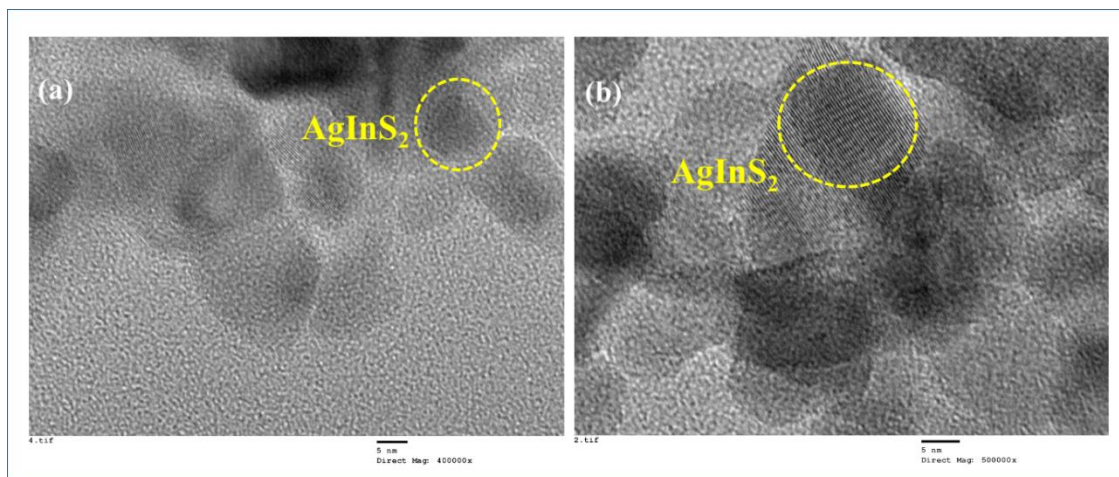 (a)
AgInS₂
4.tif
5 nm
Direct Mag: 400000x
(b)
AgInS₂
2.tif
5 nm
Direct Mag: 500000x